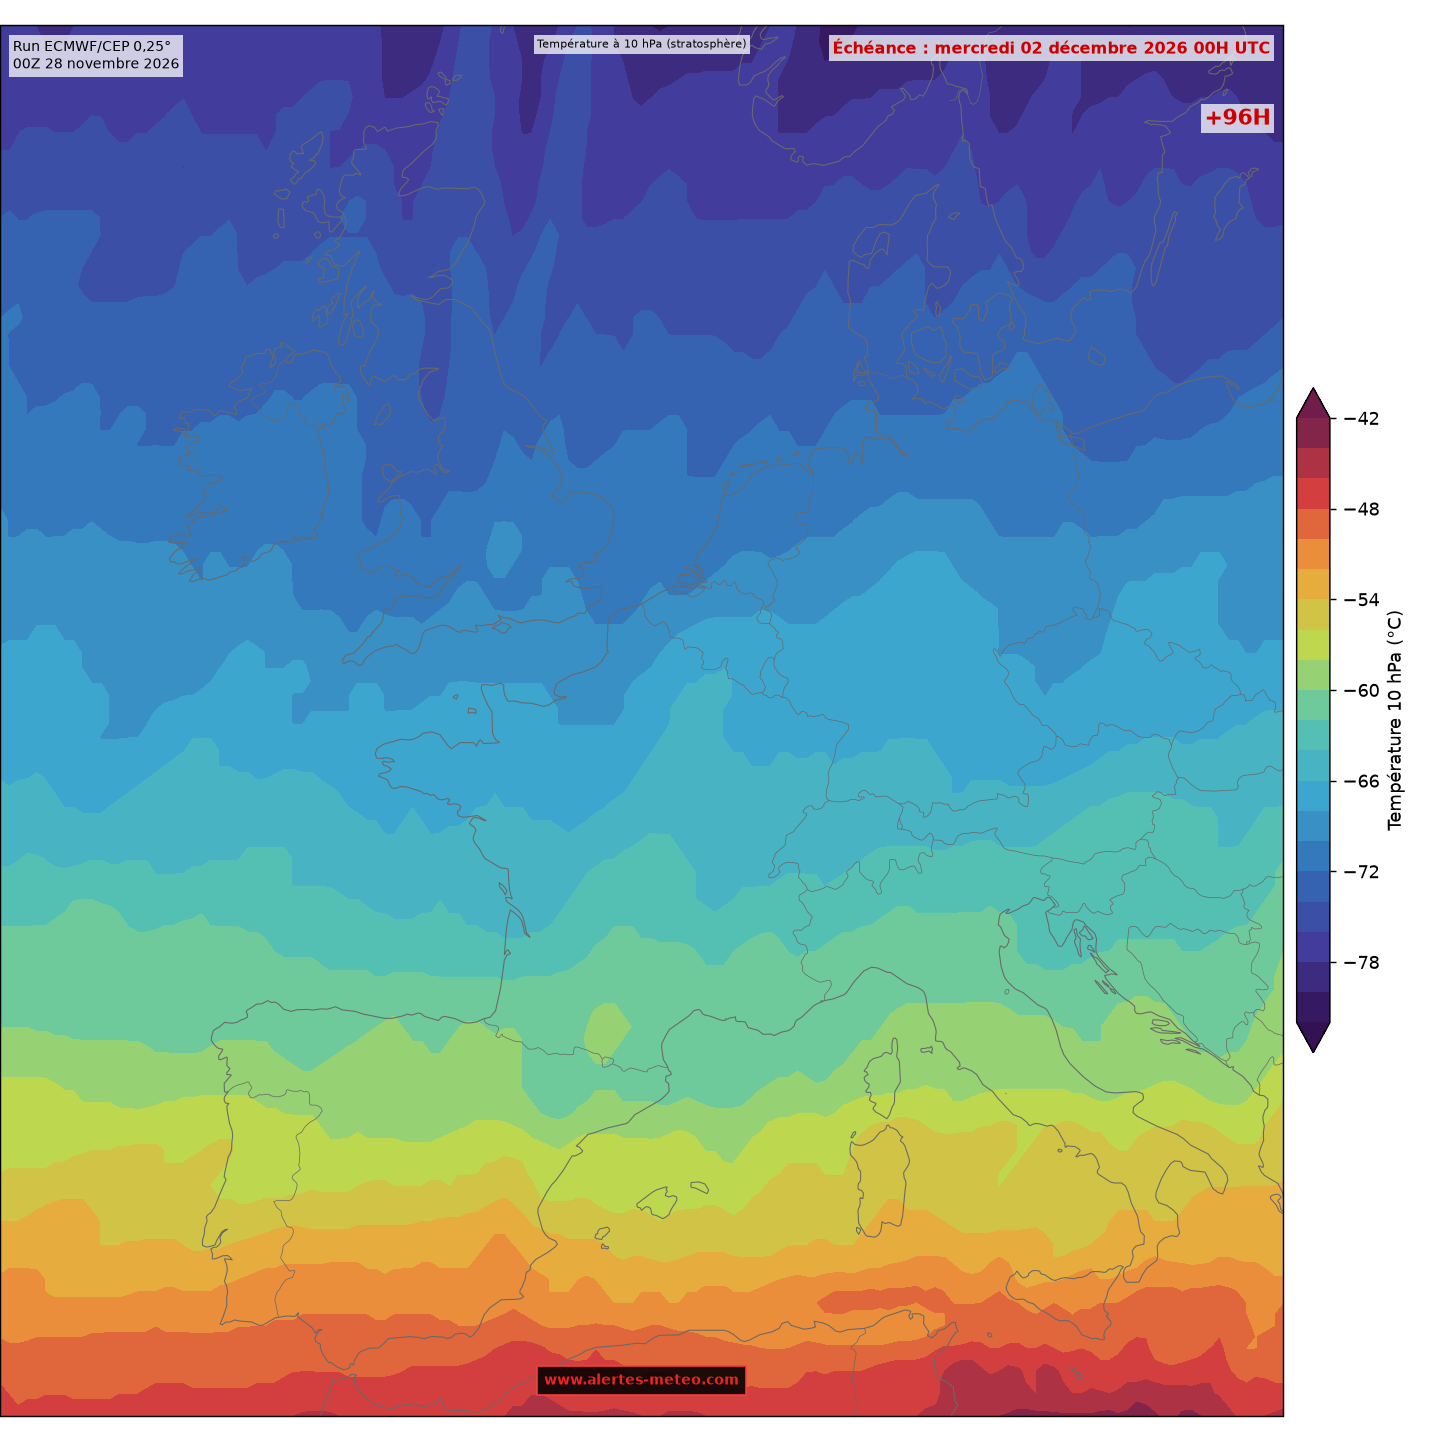 Run ECMWF/CEP 0,25°
00Z 28 novembre 2026
Température à 10 hPa (stratosphère)
Échéance : mercredi 02 décembre 2026 00H UTC
+96H
−42
−48
−54
−60
−66
−72
−78
Température 10 hPa (°C)
www.alertes-meteo.com